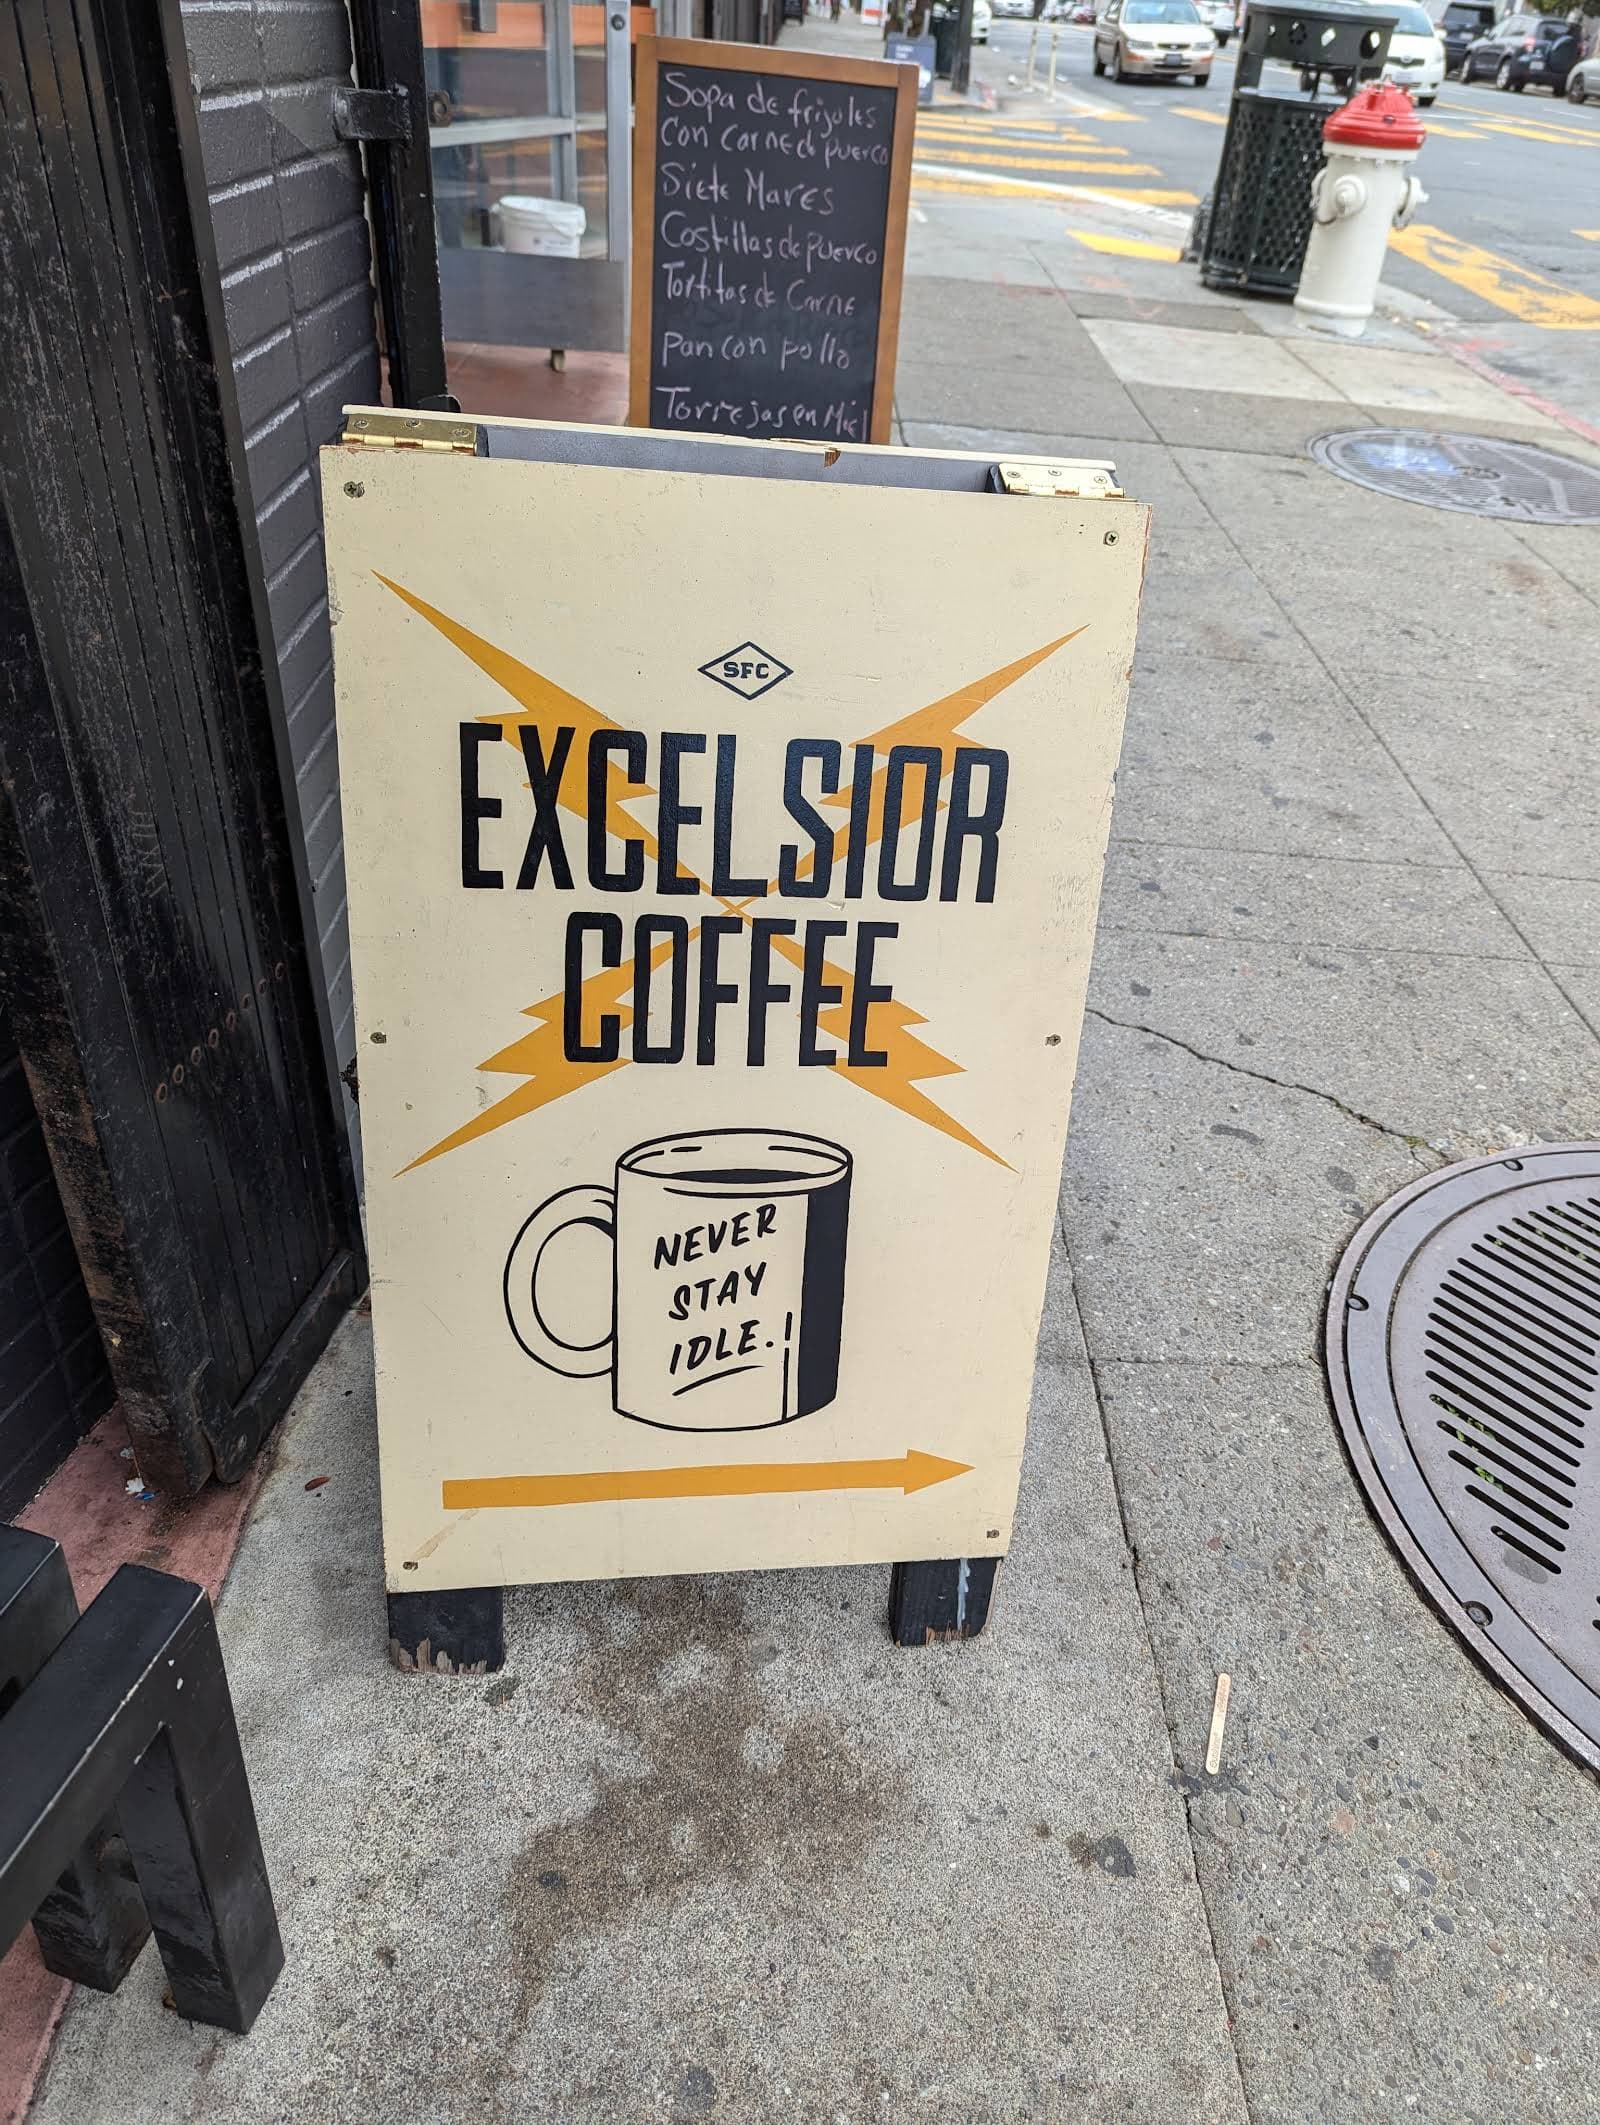 Sopa de frijoles
con carne de puerco
Siete Mares
Costillas de puerco
Tortitas de Carne
pan con pollo
Torrejas en Miel
SFC
EXCELSIOR
COFFEE
NEVER
STAY
IDLE.